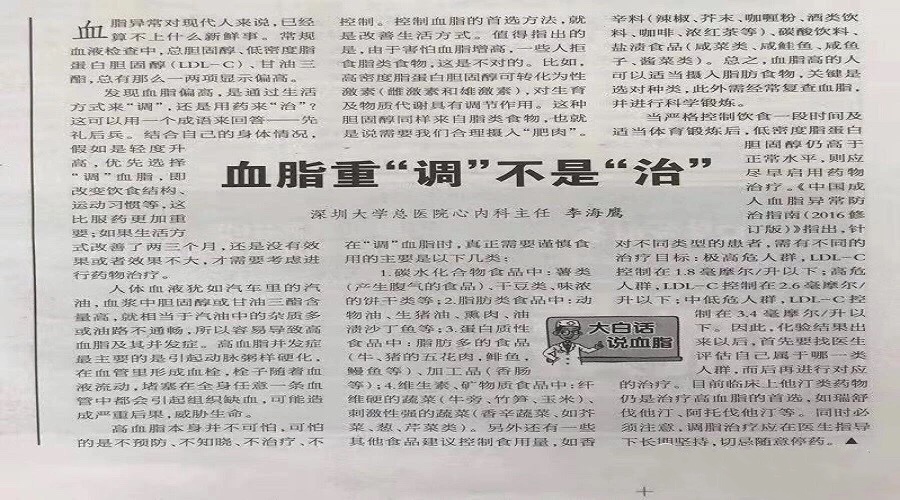 血脂异常对现代人来说，已经
算不上什么新鲜事。常规
血液检查中，总胆固醇、低密度脂
蛋白胆固醇（LDL-C）、甘油三
酯，总有那么一两项显示偏高。
发现血脂偏高，是通过生活
方式来“调”，还是用药来“治”？
这可以用一个成语来回答——先
礼后兵。结合自己的身体情况，
假如是轻度升
高，优先选择
“调”血脂，即
改变饮食结构、
运动习惯等，这
比服药更加重
要；如果生活方
式改善了两三个月，还是没有效
果或者效果不大，才需要考虑进
行药物治疗。
人体血液犹如汽车里的汽
油，血浆中胆固醇或甘油三酯含
量高，就相当于汽油中的杂质多
或油路不通畅，所以容易导致高
血脂及其并发症。高血脂并发症
最主要的是引起动脉粥样硬化，
在血管里形成血栓，栓子随着血
液流动，堵塞在全身任意一条血
管中都会引起组织缺血，可能造
成严重后果，威胁生命。
高血脂本身并不可怕，可怕
的是不预防、不知晓、不治疗、不
控制。控制血脂的首选方法，就
是改善生活方式。值得指出的
是，由于害怕血脂增高，一些人拒
食脂类食物，这是不对的。比如，
高密度脂蛋白胆固醇可转化为性
激素（雌激素和雄激素），对生育
及物质代谢具有调节作用。这种
胆固醇同样来自脂类食物，也就
是说需要我们合理摄入“肥肉”。
血脂重“调”不是“治”
深圳大学总医院心内科主任 李海鹰
在“调”血脂时，真正需要谨慎食
用的主要是以下几类：
1.碳水化合物食品中：薯类
（产生腹气的食品）、干豆类、味浓
的饼干类等；2.脂肪类食品中：动
物油、生猪油、熏肉、油
渍沙丁鱼等；3.蛋白质性
食品中：脂肪多的食品
（牛、猪的五花肉，鲱鱼，
鳗鱼等），加工品（香肠
等）；4.维生素、矿物质食品中：纤
维硬的蔬菜（牛旁、竹笋、玉米）、
刺激性强的蔬菜（香辛蔬菜，如芥
菜、葱、芹菜类）。另外还有一些
其他食品建议控制食用量，如香
大白话
说血脂
辛料（辣椒、芥末、咖喱粉、酒类饮
料、咖啡、浓红茶等），碳酸饮料、
盐渍食品（咸菜类、咸鲑鱼、咸鱼
子、酱菜类）。总之，血脂高的人
可以适当摄入脂肪食物，关键是
选对种类，此外需经常复查血脂，
并进行科学锻炼。
当严格控制饮食一段时间及
适当体育锻炼后，低密度脂蛋白
胆固醇仍高于
正常水平，则应
尽早启用药物
治疗。《中国成
人血脂异常防
治指南（2016修
订版）》指出，针
对不同类型的患者，需有不同的
治疗目标：极高危人群，LDL-C
控制在1.8毫摩尔/升以下；高危
人群，LDL-C控制在2.6毫摩尔/
升以下；中低危人群，LDL-C控
制在3.4毫摩尔/升以
下。因此，化验结果出
来以后，首先要找医生
评估自己属于哪一类
人群，而后再进行对应
的治疗。目前临床上他汀类药物
仍是治疗高血脂的首选，如瑞舒
伐他汀、阿托伐他汀等。同时必
须注意，调脂治疗应在医生指导
下长期坚持，切忌随意停药。▲